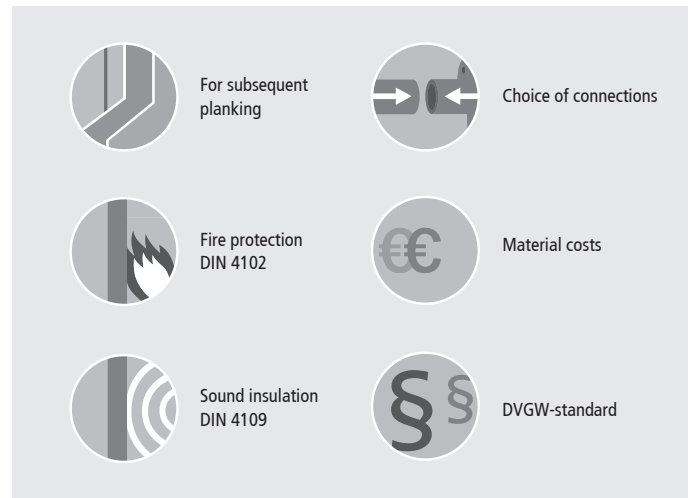 For subsequent
planking
Choice of connections
Fire protection
DIN 4102
€€
Material costs
Sound insulation
DIN 4109
§§
DVGW-standard